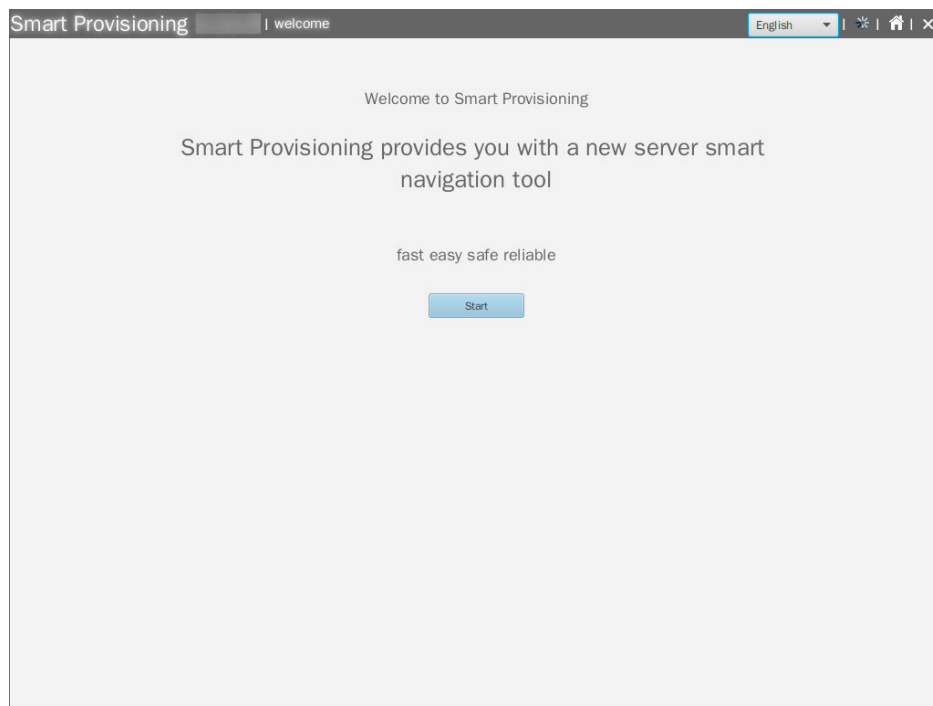 Smart Provisioning | welcome English | | | ×
Welcome to Smart Provisioning
Smart Provisioning provides you with a new server smart
navigation tool
fast easy safe reliable
Start